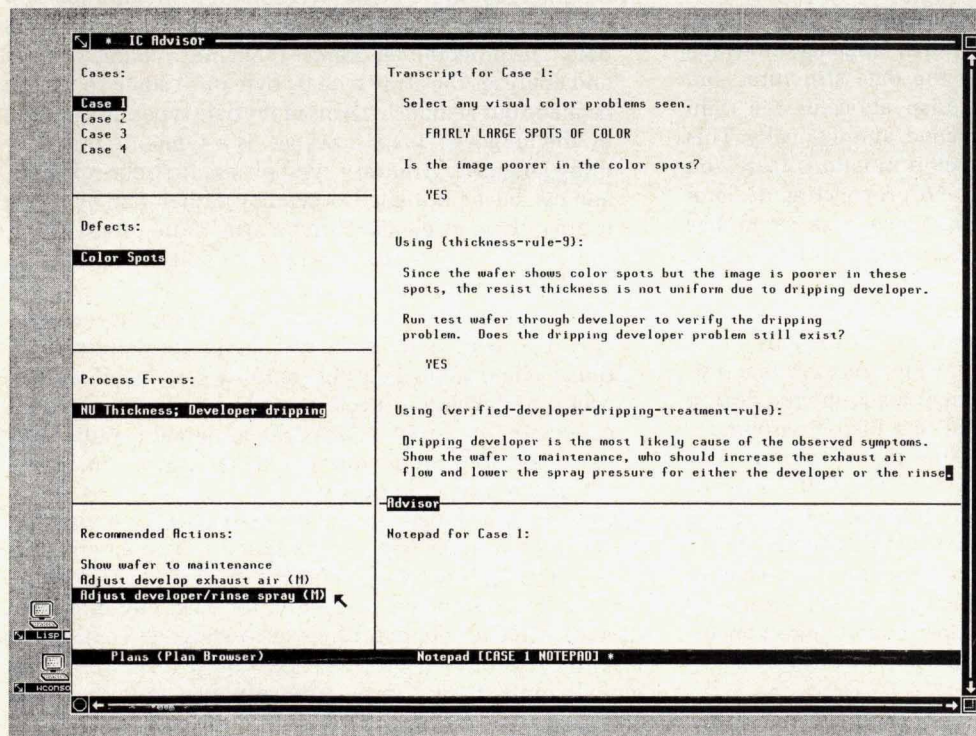 * IC Advisor
Cases:
Case 1
Case 2
Case 3
Case 4
Defects:
Color Spots
Process Errors:
NU Thickness; Developer dripping
Recommended Actions:
Show wafer to maintenance
Adjust develop exhaust air (M)
Adjust developer/rinse spray (M)
Transcript for Case 1:
Select any visual color problems seen.
FAIRLY LARGE SPOTS OF COLOR
Is the image poorer in the color spots?
YES
Using (thickness-rule-9):
Since the wafer shows color spots but the image is poorer in these
spots, the resist thickness is not uniform due to dripping developer.
Run test wafer through developer to verify the dripping
problem. Does the dripping developer problem still exist?
YES
Using (verified-developer-dripping-treatment-rule):
Dripping developer is the most likely cause of the observed symptoms.
Show the wafer to maintenance, who should increase the exhaust air
flow and lower the spray pressure for either the developer or the rinse.
Advisor
Notepad for Case 1:
Plans (Plan Browser)
Notepad [CASE 1 NOTEPAD] *
Lisp